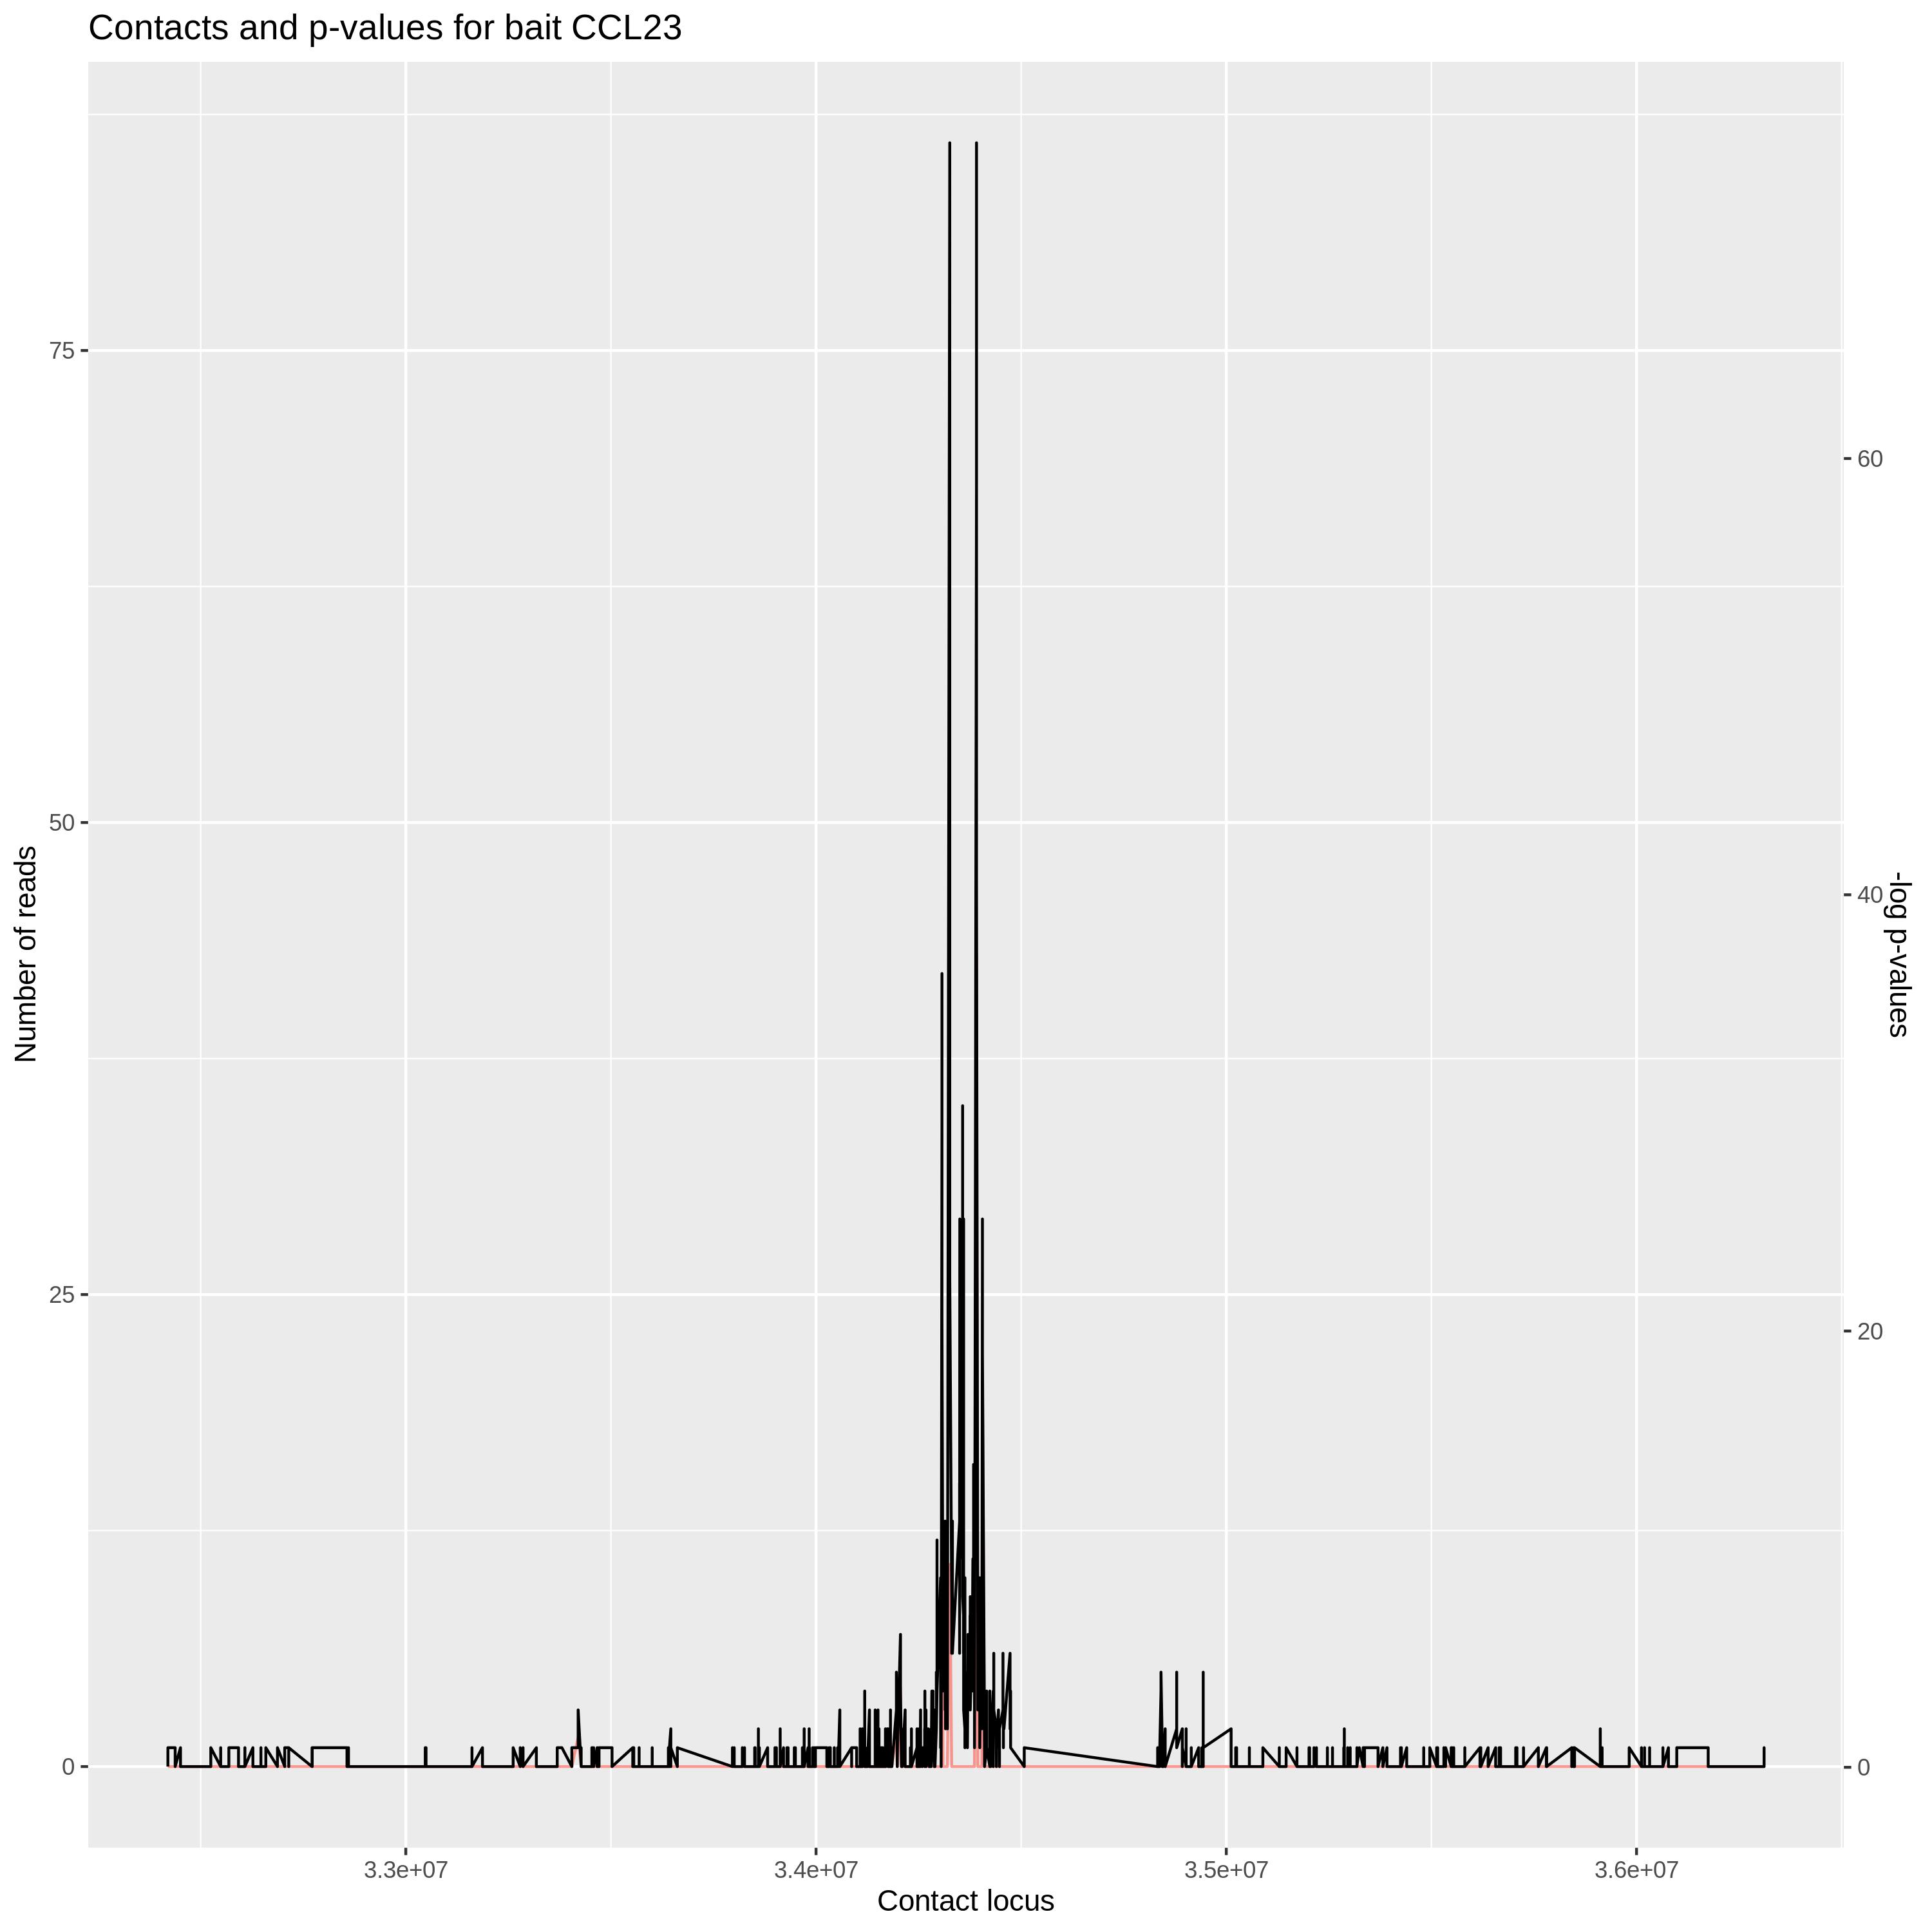 Contacts and p-values for bait CCL23
75
50
25
0
Number of reads
60
40
20
0
-log p-values
3.3e+07
3.4e+07
3.5e+07
3.6e+07
Contact locus